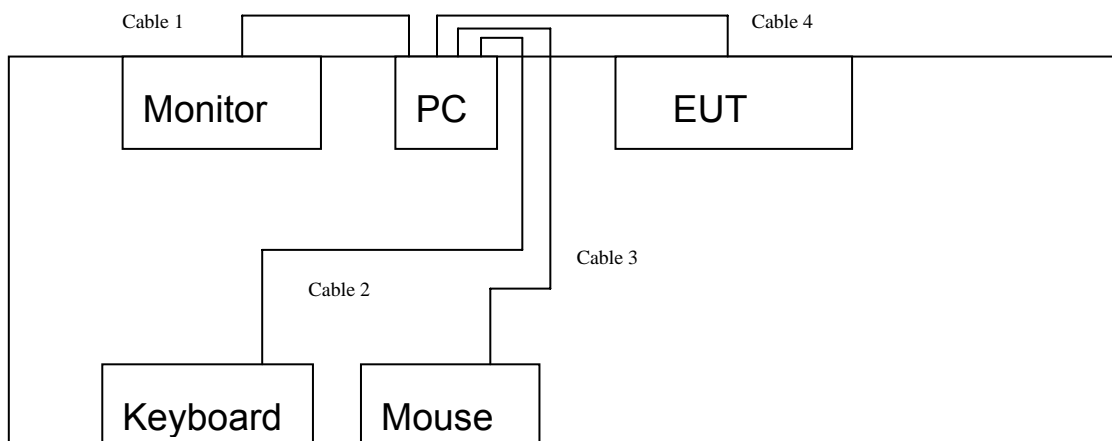 Cable 1
Cable 4
Monitor
PC
EUT
Cable 3
Cable 2
Keyboard
Mouse